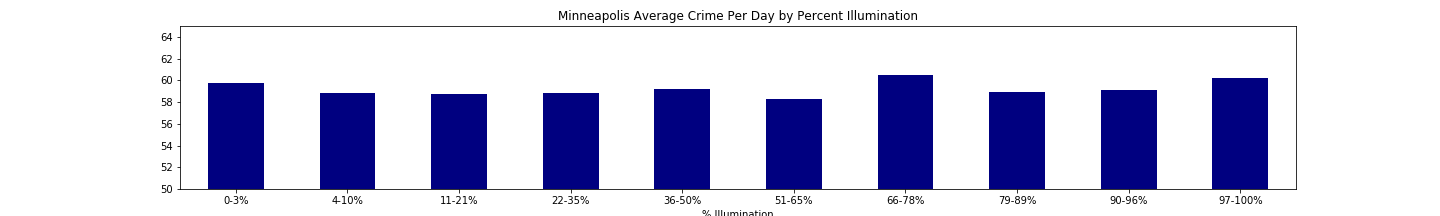 Minneapolis Average Crime Per Day by Percent Illumination
64
62
60
58
56
54
52
50
0-3% 4-10% 11-21% 22-35% 36-50% 51-65% 66-78% 79-89% 90-96% 97-100%
% Illumination